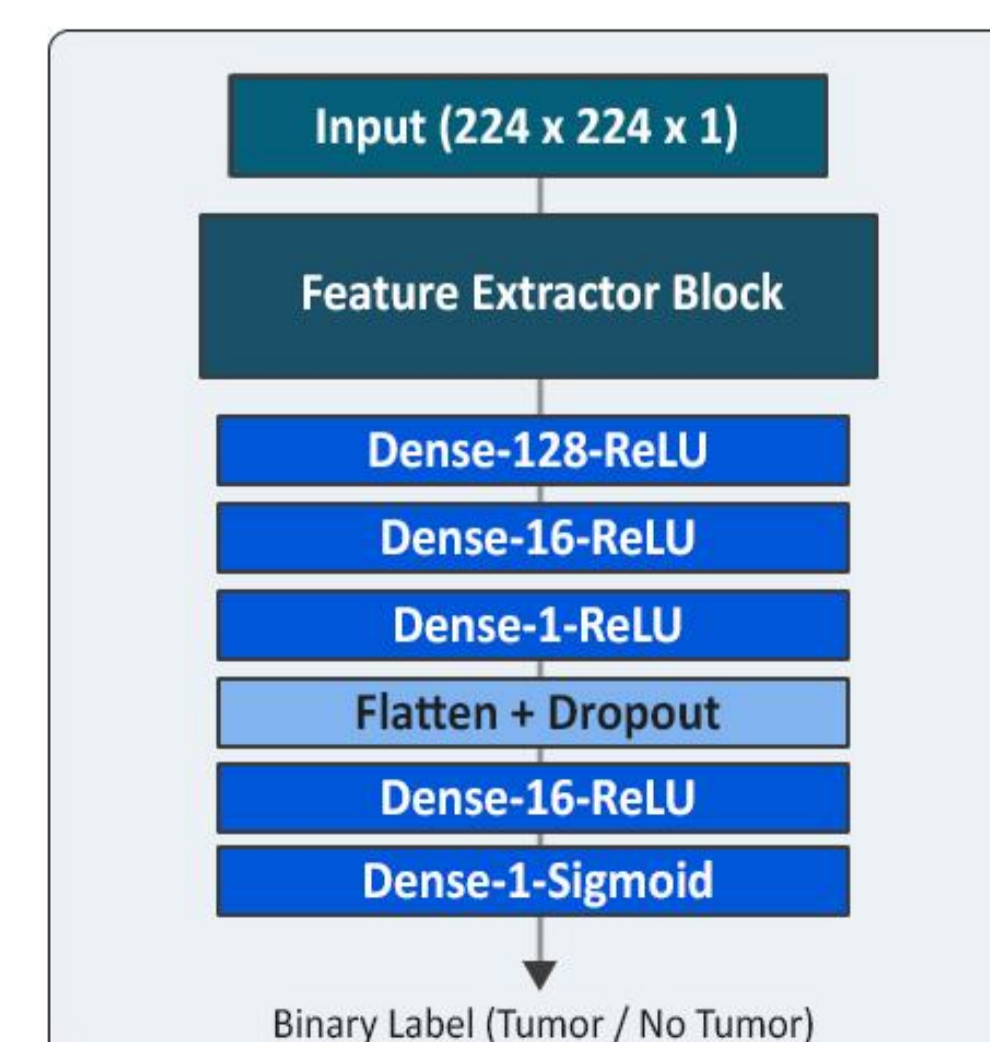 Input (224 x 224 x 1)
Feature Extractor Block
Dense-128-ReLU
Dense-16-ReLU
Dense-1-ReLU
Flatten + Dropout
Dense-16-ReLU
Dense-1-Sigmoid
Binary Label (Tumor / No Tumor)